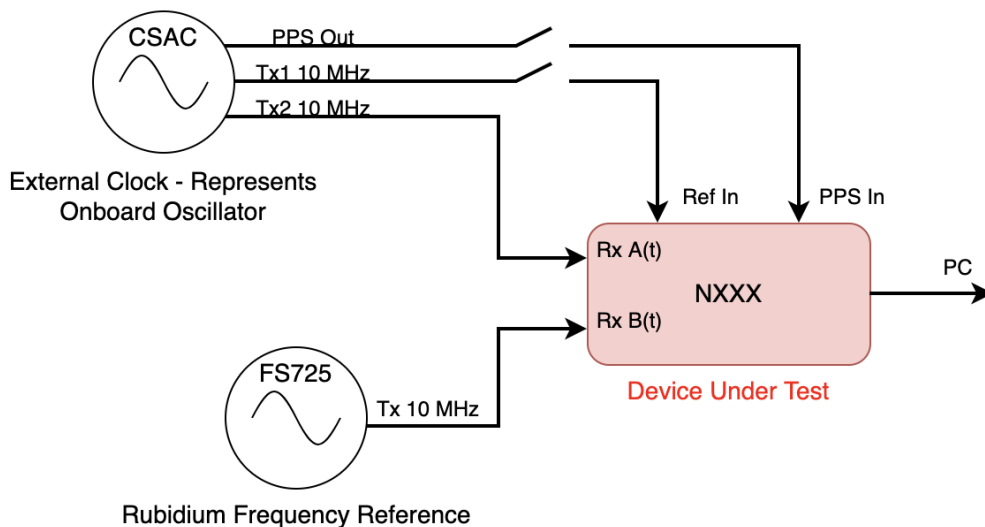 CSAC
PPS Out
Tx1 10 MHz
Tx2 10 MHz
External Clock - Represents
Onboard Oscillator
Ref In
PPS In
Rx A(t)
NXXX
PC
Rx B(t)
Device Under Test
FS725
Tx 10 MHz
Rubidium Frequency Reference